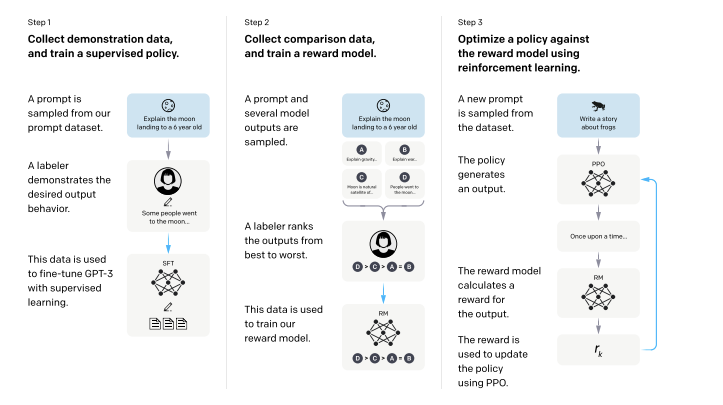 Step 1
Collect demonstration data,
and train a supervised policy.
A prompt is
sampled from our
prompt dataset.
Explain the moon
landing to a 6 year old
A labeler
demonstrates the
desired output
behavior.
Some people went
to the moon...
This data is used
to fine-tune GPT-3
with supervised
learning.
SFT
Step 2
Collect comparison data,
and train a reward model.
A prompt and
several model
outputs are
sampled.
Explain the moon
landing to a 6 year old
A
Explain gravity...
B
Explain war...
C
Moon is natural
satellite of...
D
People went to
the moon...
A labeler ranks
the outputs from
best to worst.
D > C > A = B
This data is used
to train our
reward model.
RM
D > C > A = B
Step 3
Optimize a policy against
the reward model using
reinforcement learning.
A new prompt
is sampled from
the dataset.
Write a story
about frogs
The policy
generates
an output.
PPO
Once upon a time...
The reward model
calculates a
reward for
the output.
RM
The reward is
used to update
the policy
using PPO.
rk